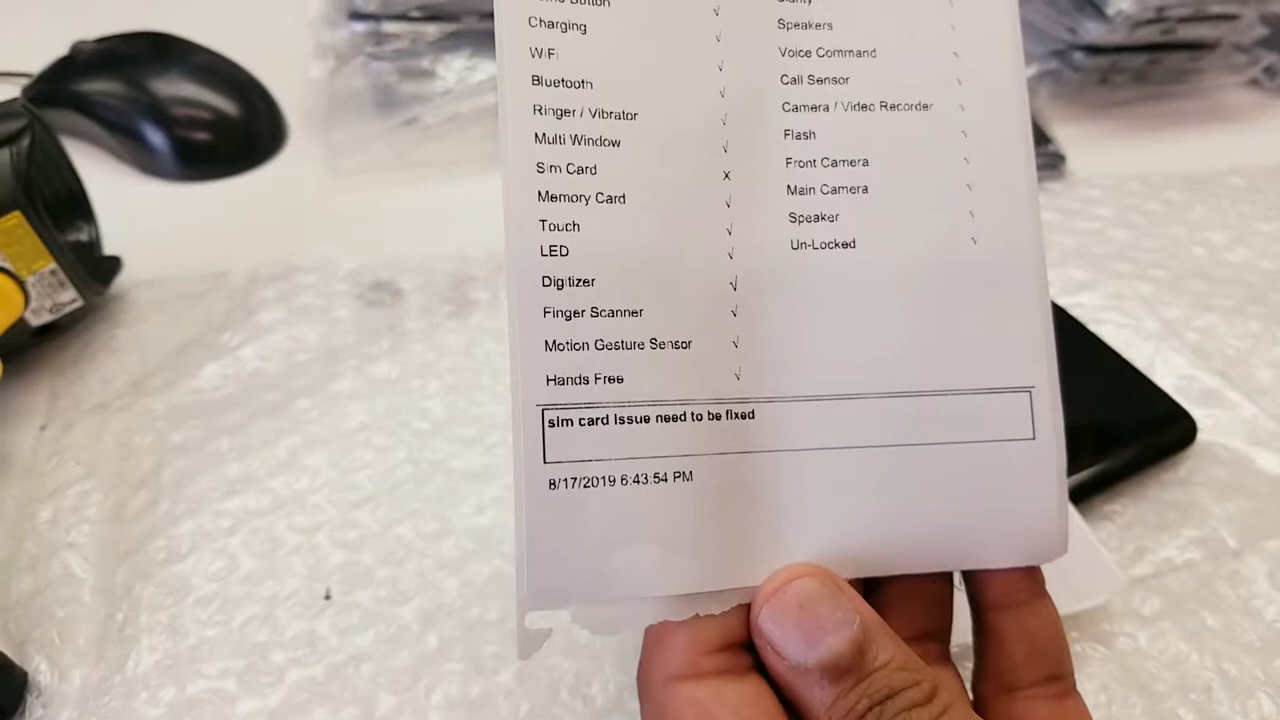 Button √
Charging √ Speakers √
WiFi √ Voice Command √
Bluetooth √ Call Sensor √
Ringer / Vibrator √ Camera / Video Recorder √
Multi Window √ Flash √
Sim Card x Front Camera √
Memory Card √ Main Camera √
Touch √ Speaker √
LED √ Un-Locked √
Digitizer √
Finger Scanner √
Motion Gesture Sensor √
Hands Free √
sim card issue need to be fixed
8/17/2019 6:43:54 PM